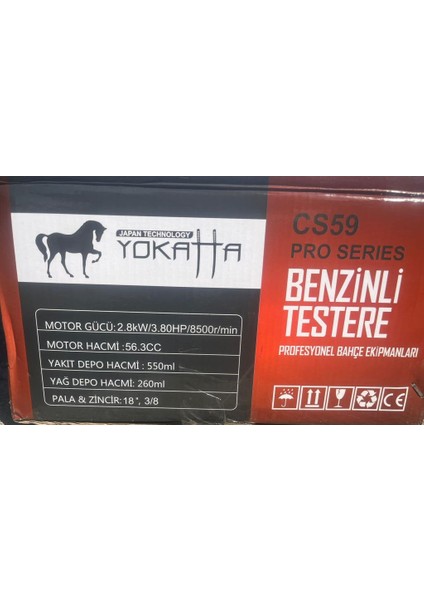 JAPAN TECHNOLOGY
YOKAHA
MOTOR GÜCÜ:2.8kW/3.80HP/8500r/min
MOTOR HACMİ:56.3CC
YAKIT DEPO HACMİ : 550ml
YAĞ DEPO HACMİ: 260ml
PALA & ZİNCİR:18", 3/8
CS59
PRO SERIES
BENZİNLİ
TESTERE
PROFESYONEL BAHÇE EKİPMANLARI
CE